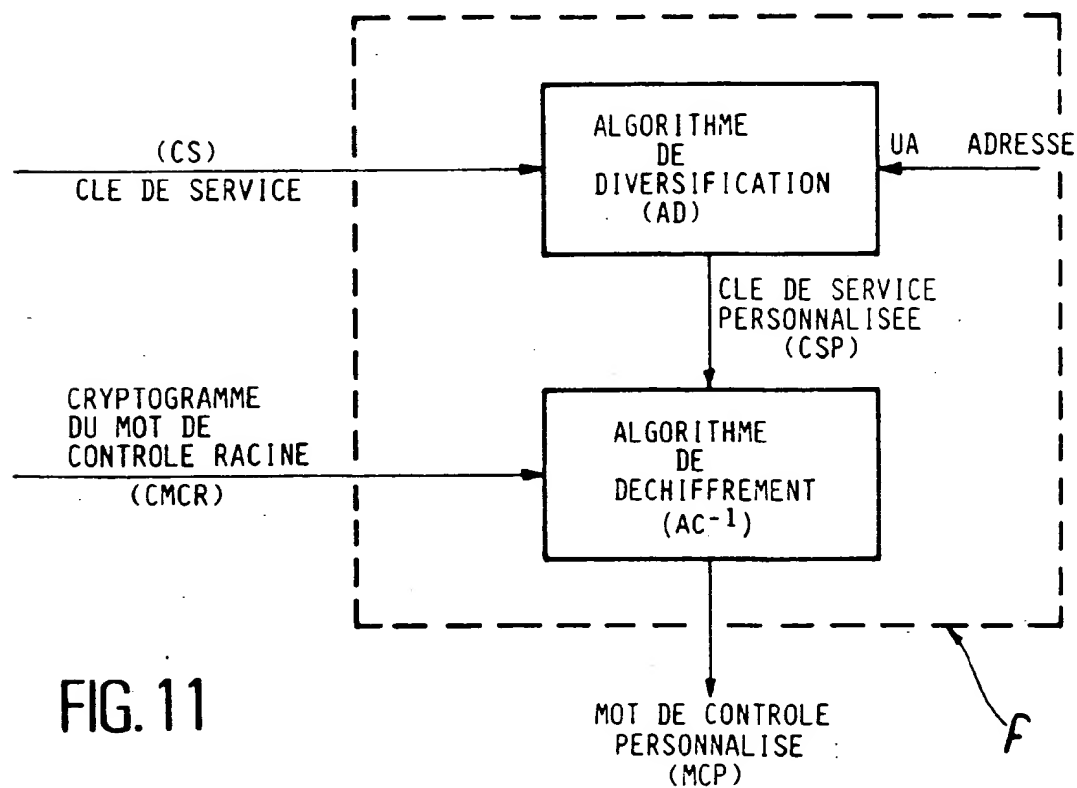 ALGORITHME
DE
DIVERSIFICATION
(AD)
(CS)
CLE DE SERVICE
UA ADRESSE
CLE DE SERVICE
PERSONNALISEE
(CSP)
CRYPTOGRAMME
DU MOT DE
CONTROLE RACINE
(CMCR)
ALGORITHME
DE
DECHIFFREMENT
(AC-1)
FIG. 11
MOT DE CONTROLE
PERSONNALISE
(MCP)
F